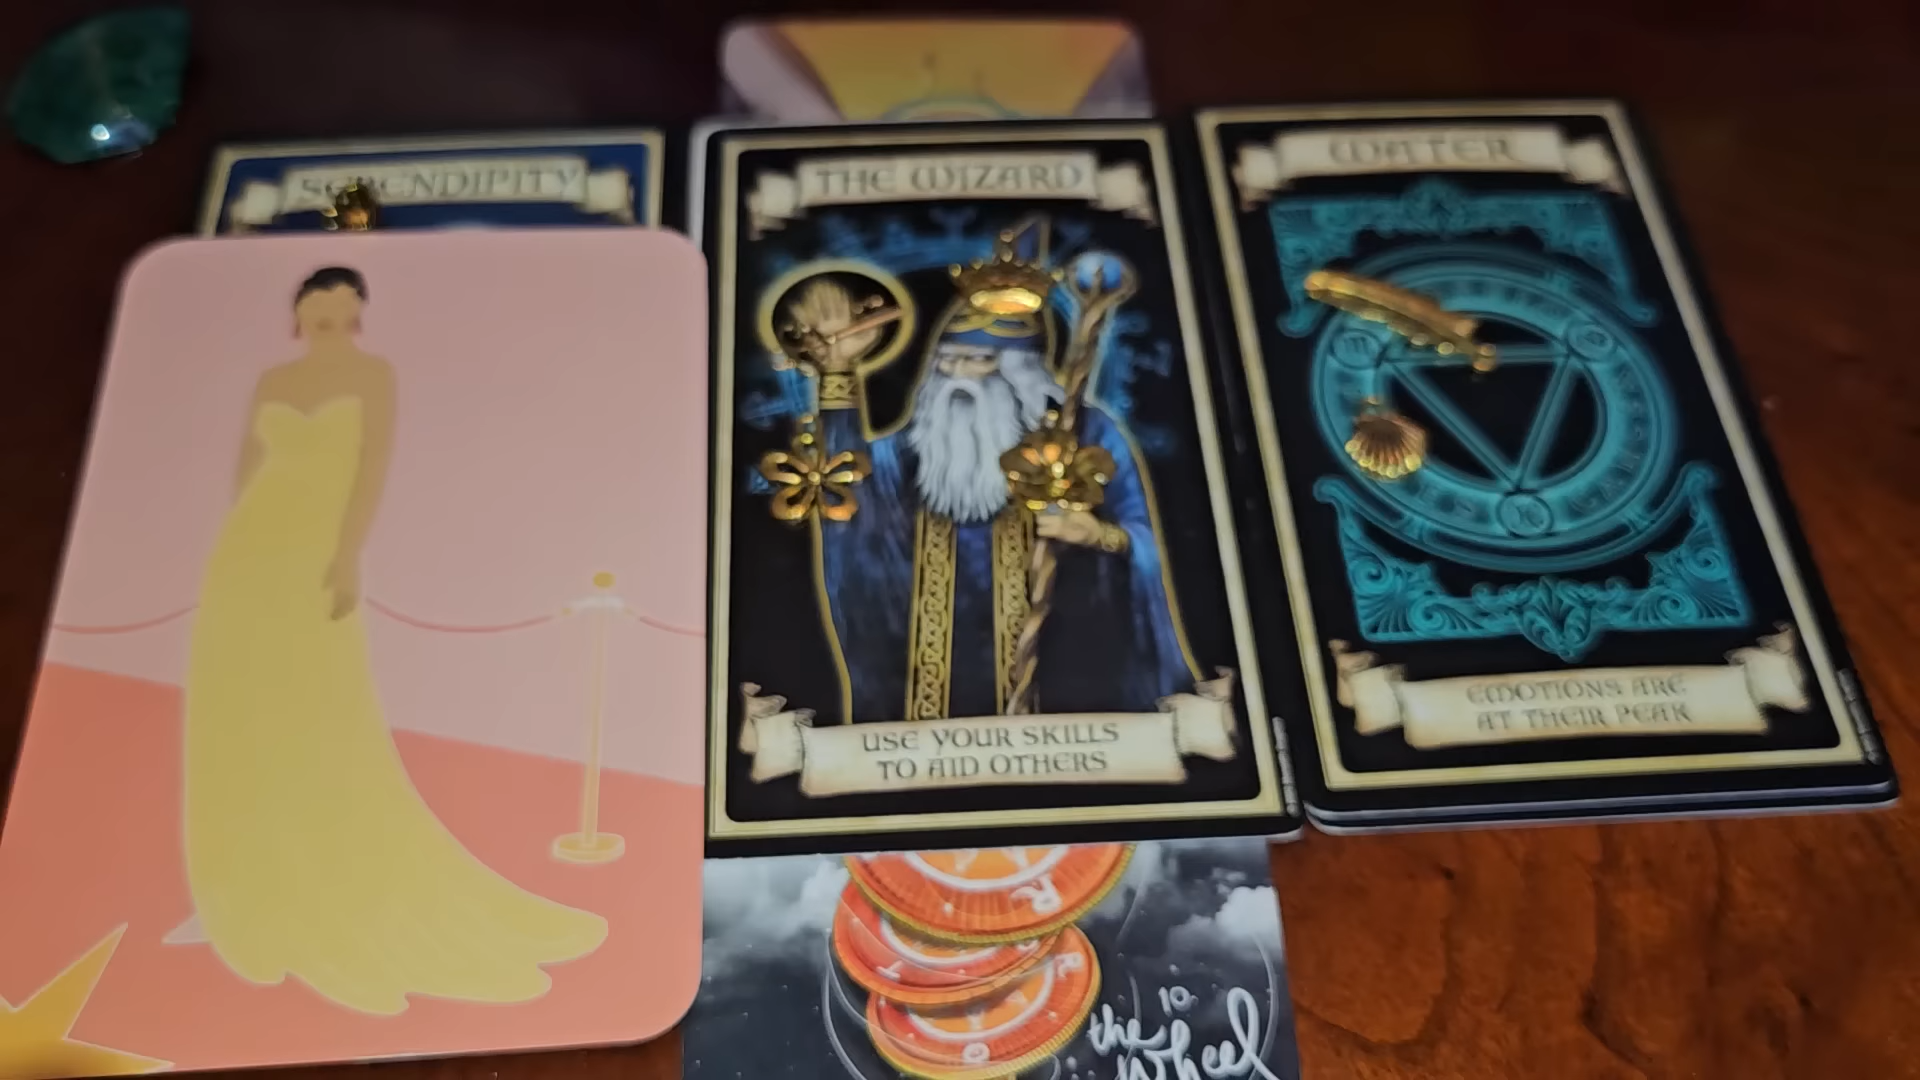 SERENDIPITY
THE WIZARD
WATER
USE YOUR SKILLS
TO AID OTHERS
EMOTIONS ARE
AT THEIR PEAK
10
the
Wheel